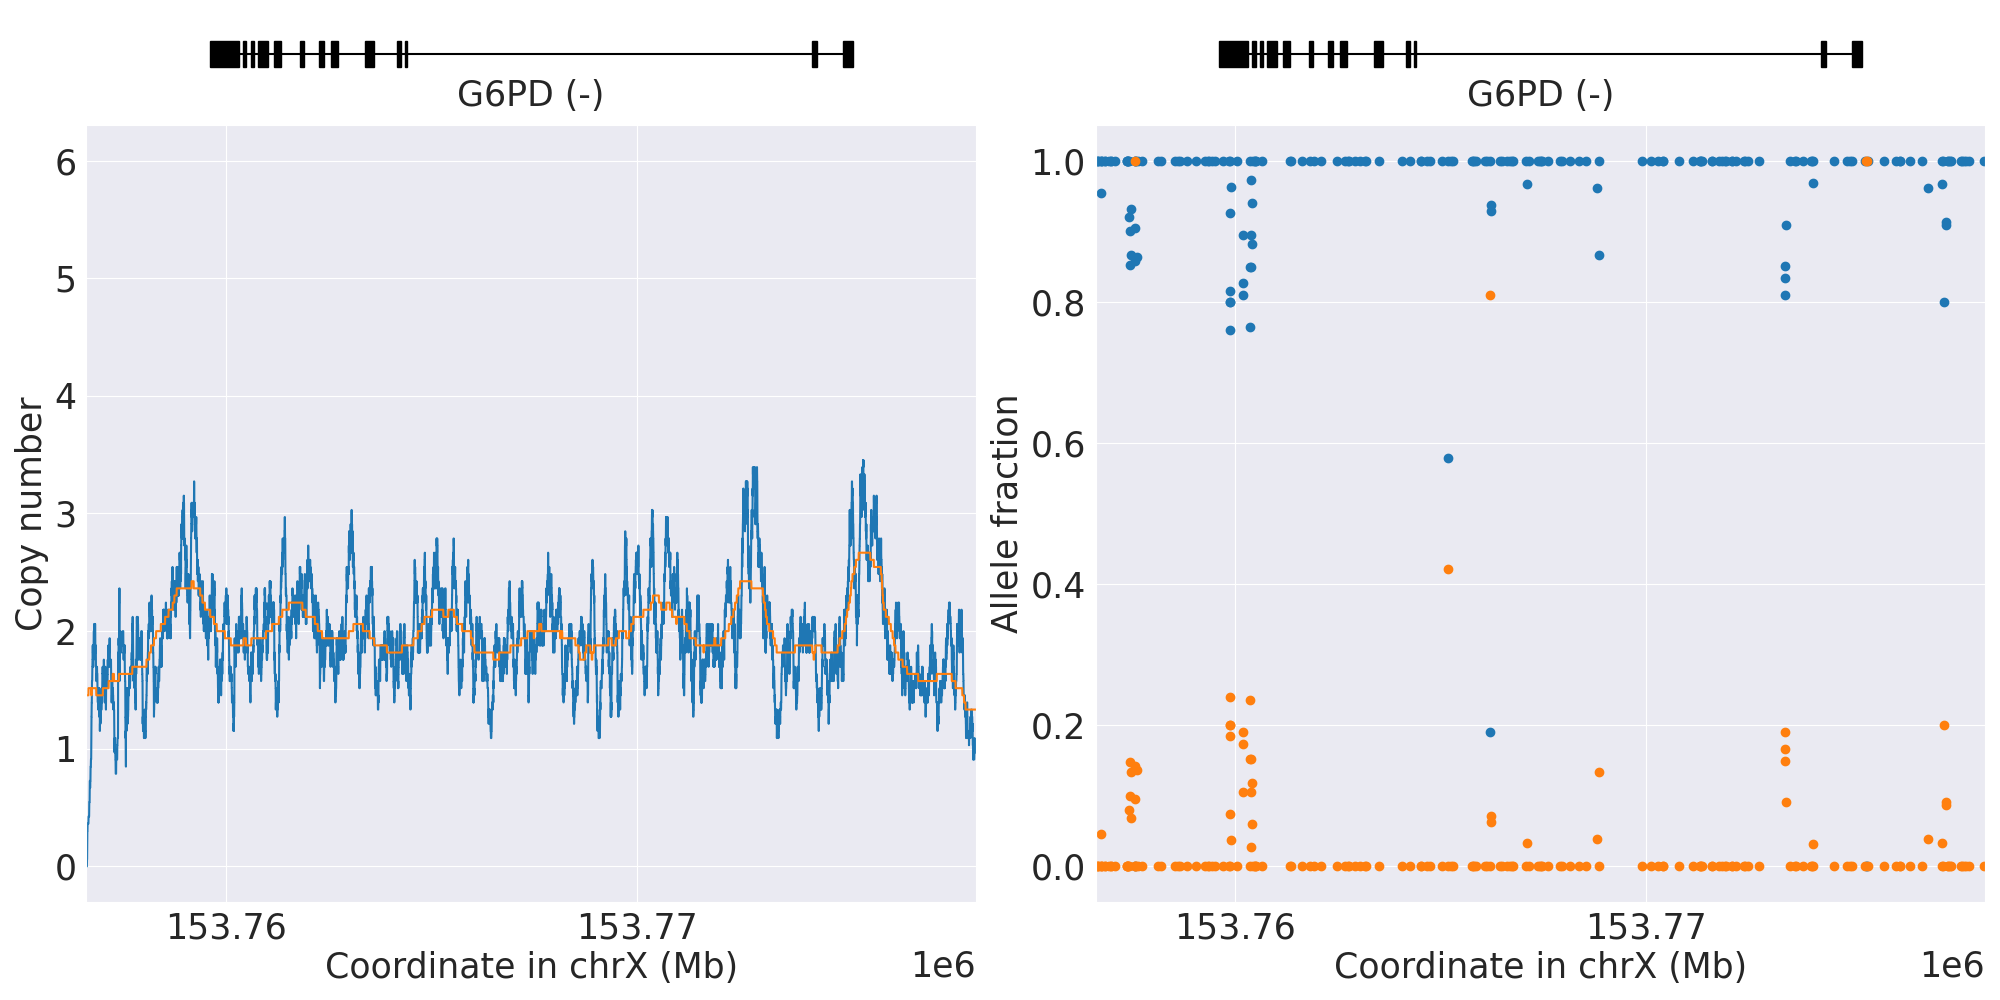 G6PD (-)
6
5
4
3
2
1
0
Copy number
153.76
153.77
Coordinate in chrX (Mb)
1e6
G6PD (-)
1.0
0.8
0.6
0.4
0.2
0.0
Allele fraction
153.76
153.77
Coordinate in chrX (Mb)
1e6